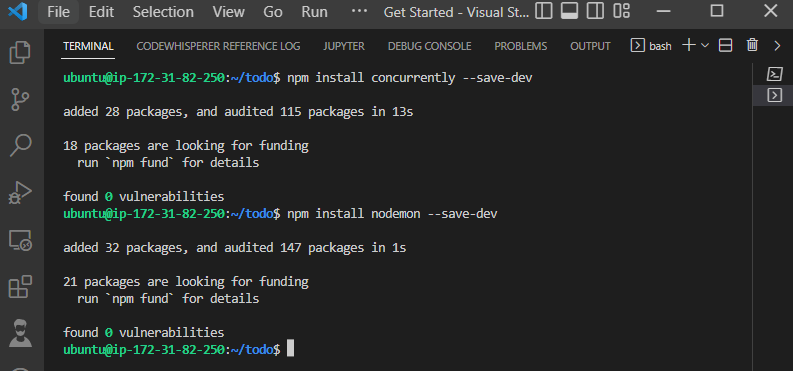 File Edit Selection View Go Run ··· Get Started - Visual St...
TERMINAL CODEWHISPERER REFERENCE LOG JUPYTER DEBUG CONSOLE PROBLEMS OUTPUT bash
ubuntu@ip-172-31-82-250:~/todo$ npm install concurrently --save-dev
added 28 packages, and audited 115 packages in 13s
18 packages are looking for funding
  run `npm fund` for details
found 0 vulnerabilities
ubuntu@ip-172-31-82-250:~/todo$ npm install nodemon --save-dev
added 32 packages, and audited 147 packages in 1s
21 packages are looking for funding
  run `npm fund` for details
found 0 vulnerabilities
ubuntu@ip-172-31-82-250:~/todo$